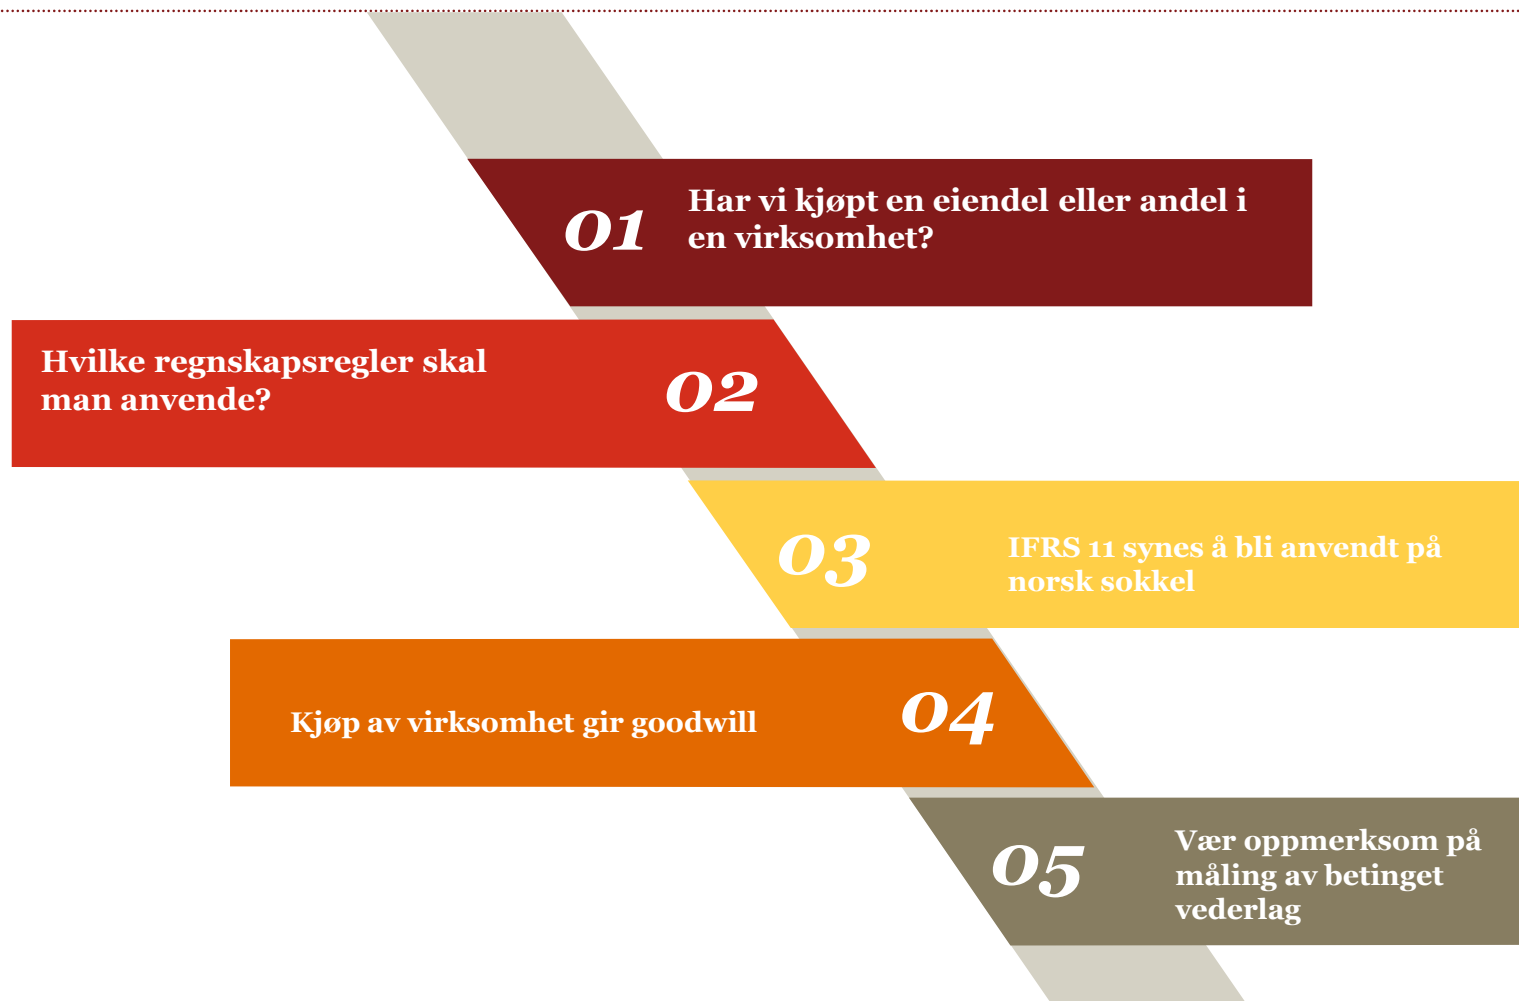 01
Har vi kjøpt en eiendel eller andel i
en virksomhet?
Hvilke regnskapsregler skal
man anvende?
02
03
IFRS 11 synes å bli anvendt på
norsk sokkel
Kjøp av virksomhet gir goodwill
04
05
Vær oppmerksom på
måling av betinget
vederlag